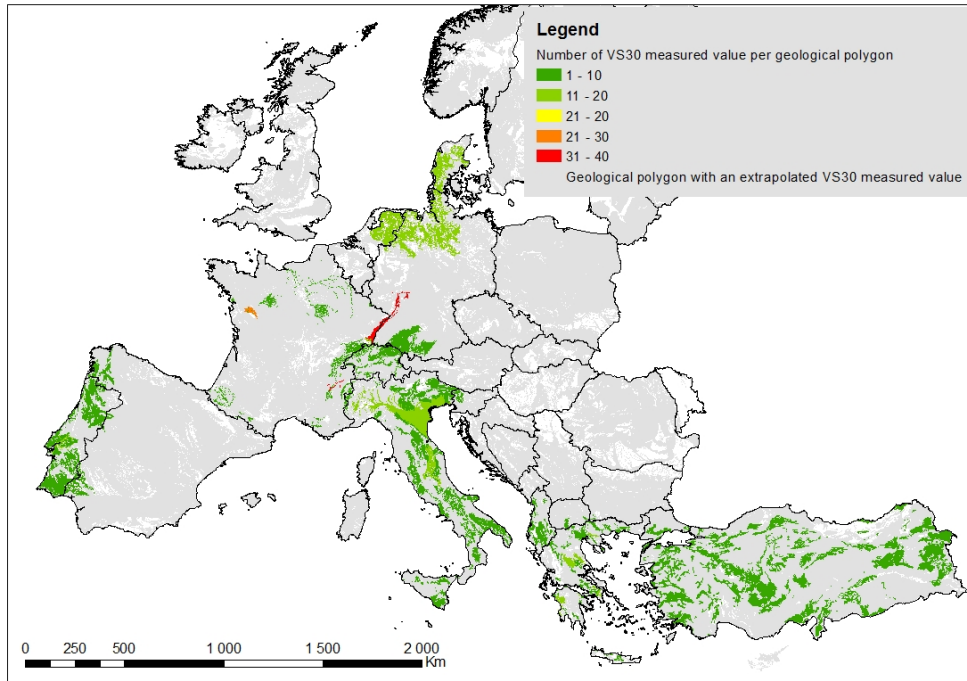 Legend
Number of VS30 measured value per geological polygon
1 - 10
11 - 20
21 - 20
21 - 30
31 - 40
Geological polygon with an extrapolated VS30 measured value
0 250 500 1 000 1 500 2 000
Km